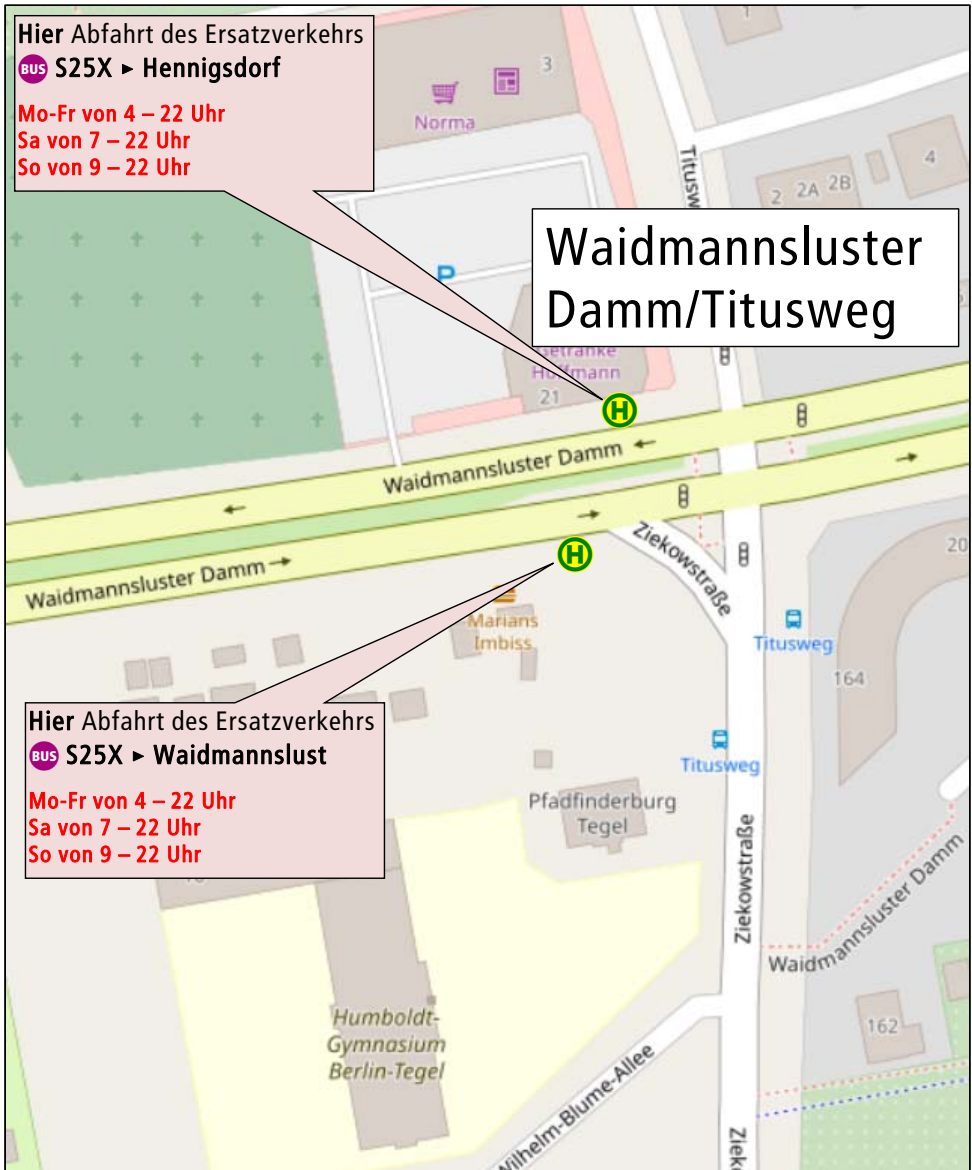 Hier Abfahrt des Ersatzverkehrs
BUS S25X ► Hennigsdorf
Mo-Fr von 4 – 22 Uhr
Sa von 7 – 22 Uhr
So von 9 – 22 Uhr
1
3
Norma
Titusw
4
2 2A 2B
P
Waidmannsluster
Damm/Titusweg
Getränke
Hoffmann
21
H
Waidmannsluster Damm
H
Ziekowstraße
20
Waidmannsluster Damm
Marians
Imbiss
Titusweg
164
Hier Abfahrt des Ersatzverkehrs
BUS S25X ► Waidmannslust
Mo-Fr von 4 – 22 Uhr
Sa von 7 – 22 Uhr
So von 9 – 22 Uhr
Titusweg
Pfadfinderburg
Tegel
Ziekowstraße
Waidmannsluster Damm
Humboldt-
Gymnasium
Berlin-Tegel
162
Wilhelm-Blume-Allee
Ziek